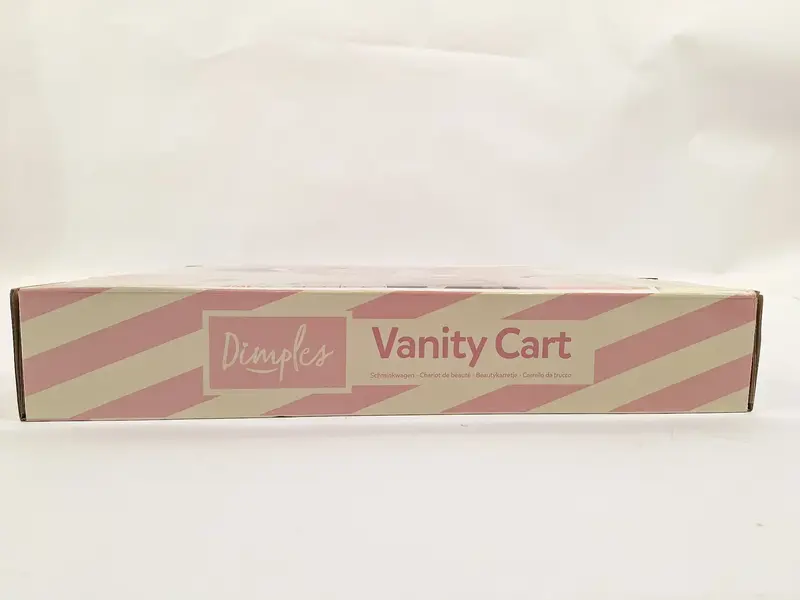 Dimples
Vanity Cart
Schminkwagen - Chariot de beauté - Beautykarretje - Carrello da trucco